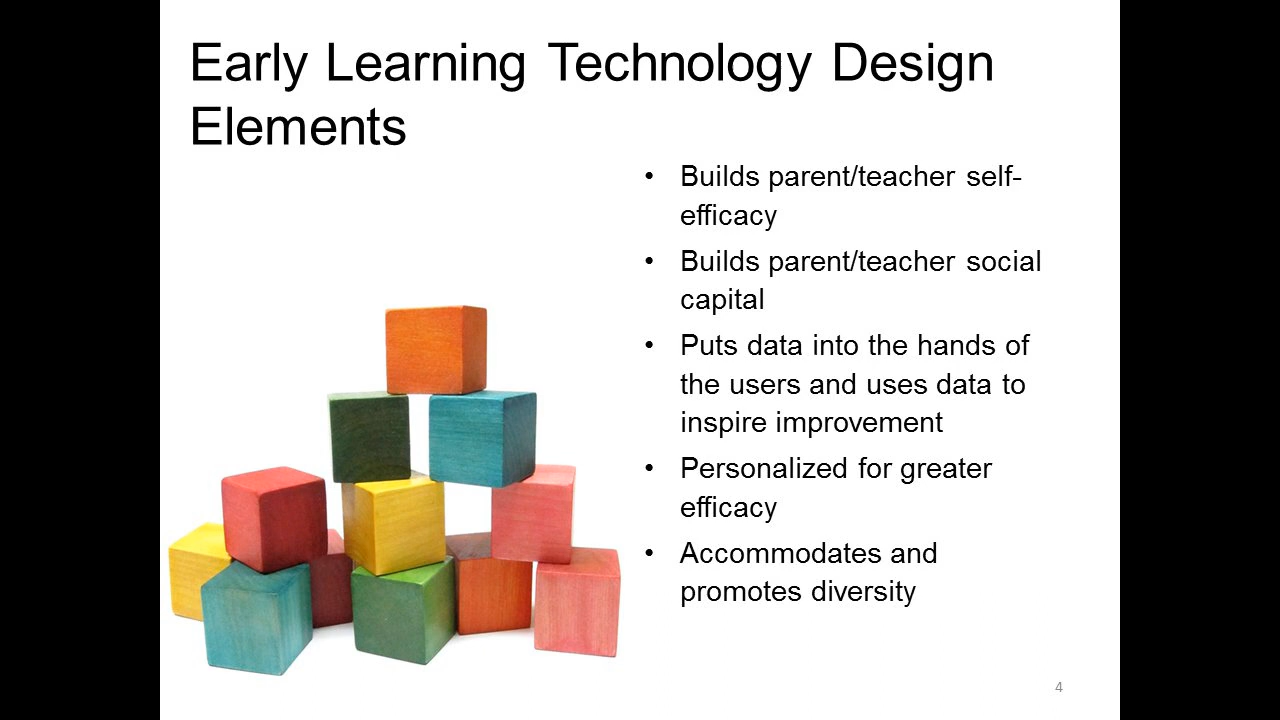 Early Learning Technology Design
Elements
• Builds parent/teacher self-
efficacy
• Builds parent/teacher social
capital
• Puts data into the hands of
the users and uses data to
inspire improvement
• Personalized for greater
efficacy
• Accommodates and
promotes diversity
4